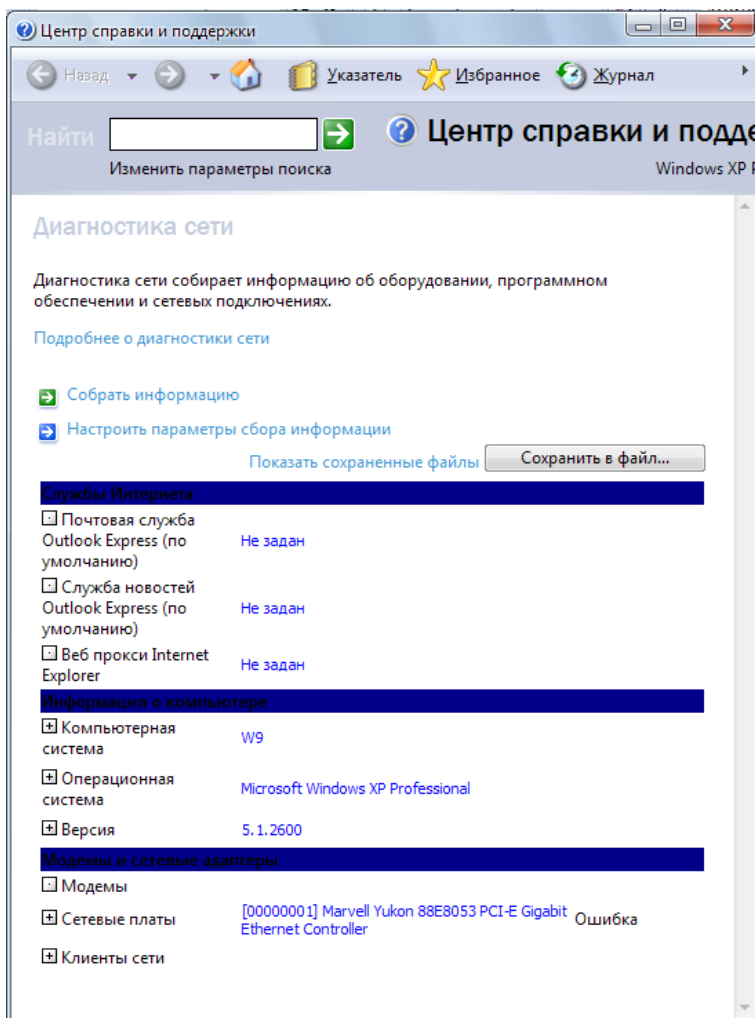 Центр справки и поддержки
Назад Указатель Избранное Журнал
Найти Центр справки и подде
Изменить параметры поиска Windows XP P
Диагностика сети
Диагностика сети собирает информацию об оборудовании, программном
обеспечении и сетевых подключениях.
Подробнее о диагностики сети
Собрать информацию
Настроить параметры сбора информации
Показать сохраненные файлы Сохранить в файл...
Службы Интернета
Почтовая служба
Outlook Express (по Не задан
умолчанию)
Служба новостей
Outlook Express (по Не задан
умолчанию)
Веб прокси Internet
Explorer Не задан
Информация о компьютере
Компьютерная
система W9
Операционная
система Microsoft Windows XP Professional
Версия 5.1.2600
Модемы и сетевые адаптеры
Модемы
Сетевые платы [00000001] Marvell Yukon 88E8053 PCI-E Gigabit
Ethernet Controller Ошибка
Клиенты сети